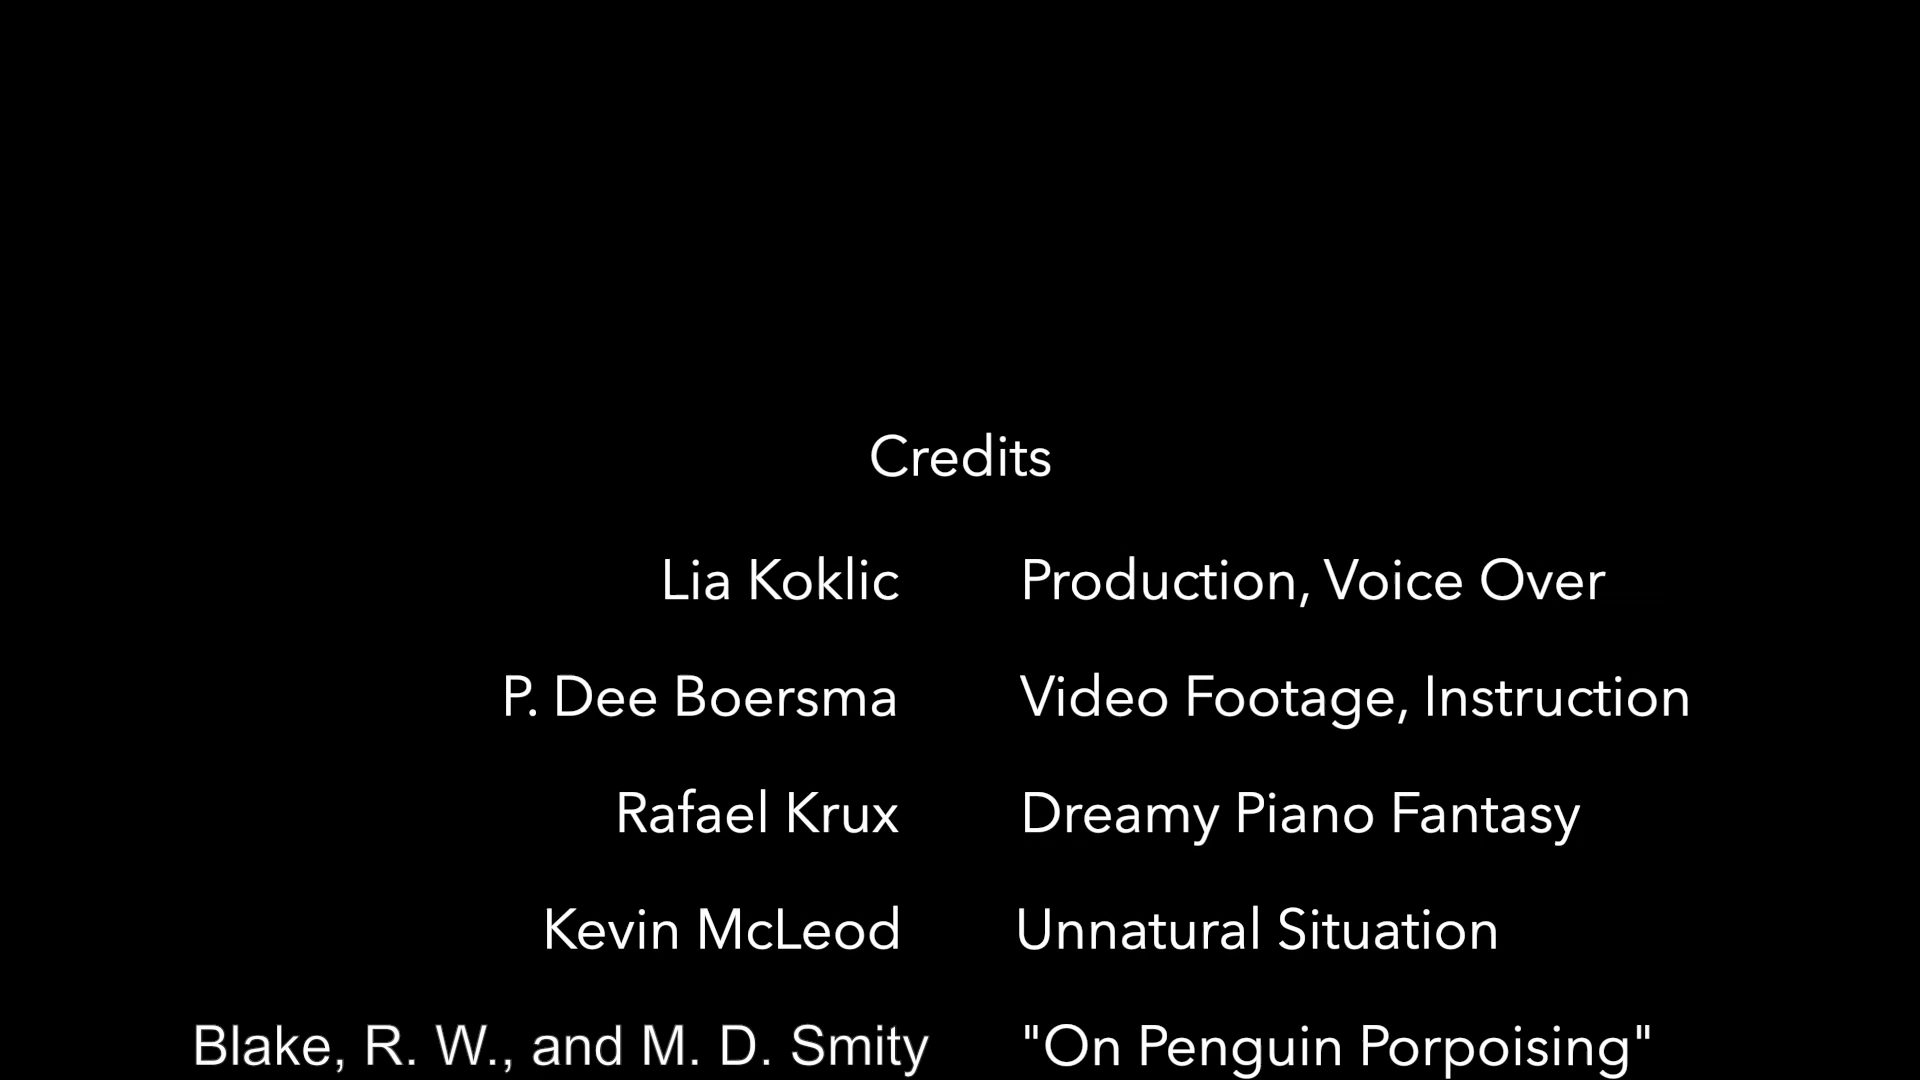 Credits
Lia Koklic Production, Voice Over
P. Dee Boersma Video Footage, Instruction
Rafael Krux Dreamy Piano Fantasy
Kevin McLeod Unnatural Situation
Blake, R. W., and M. D. Smity "On Penguin Porpoising"